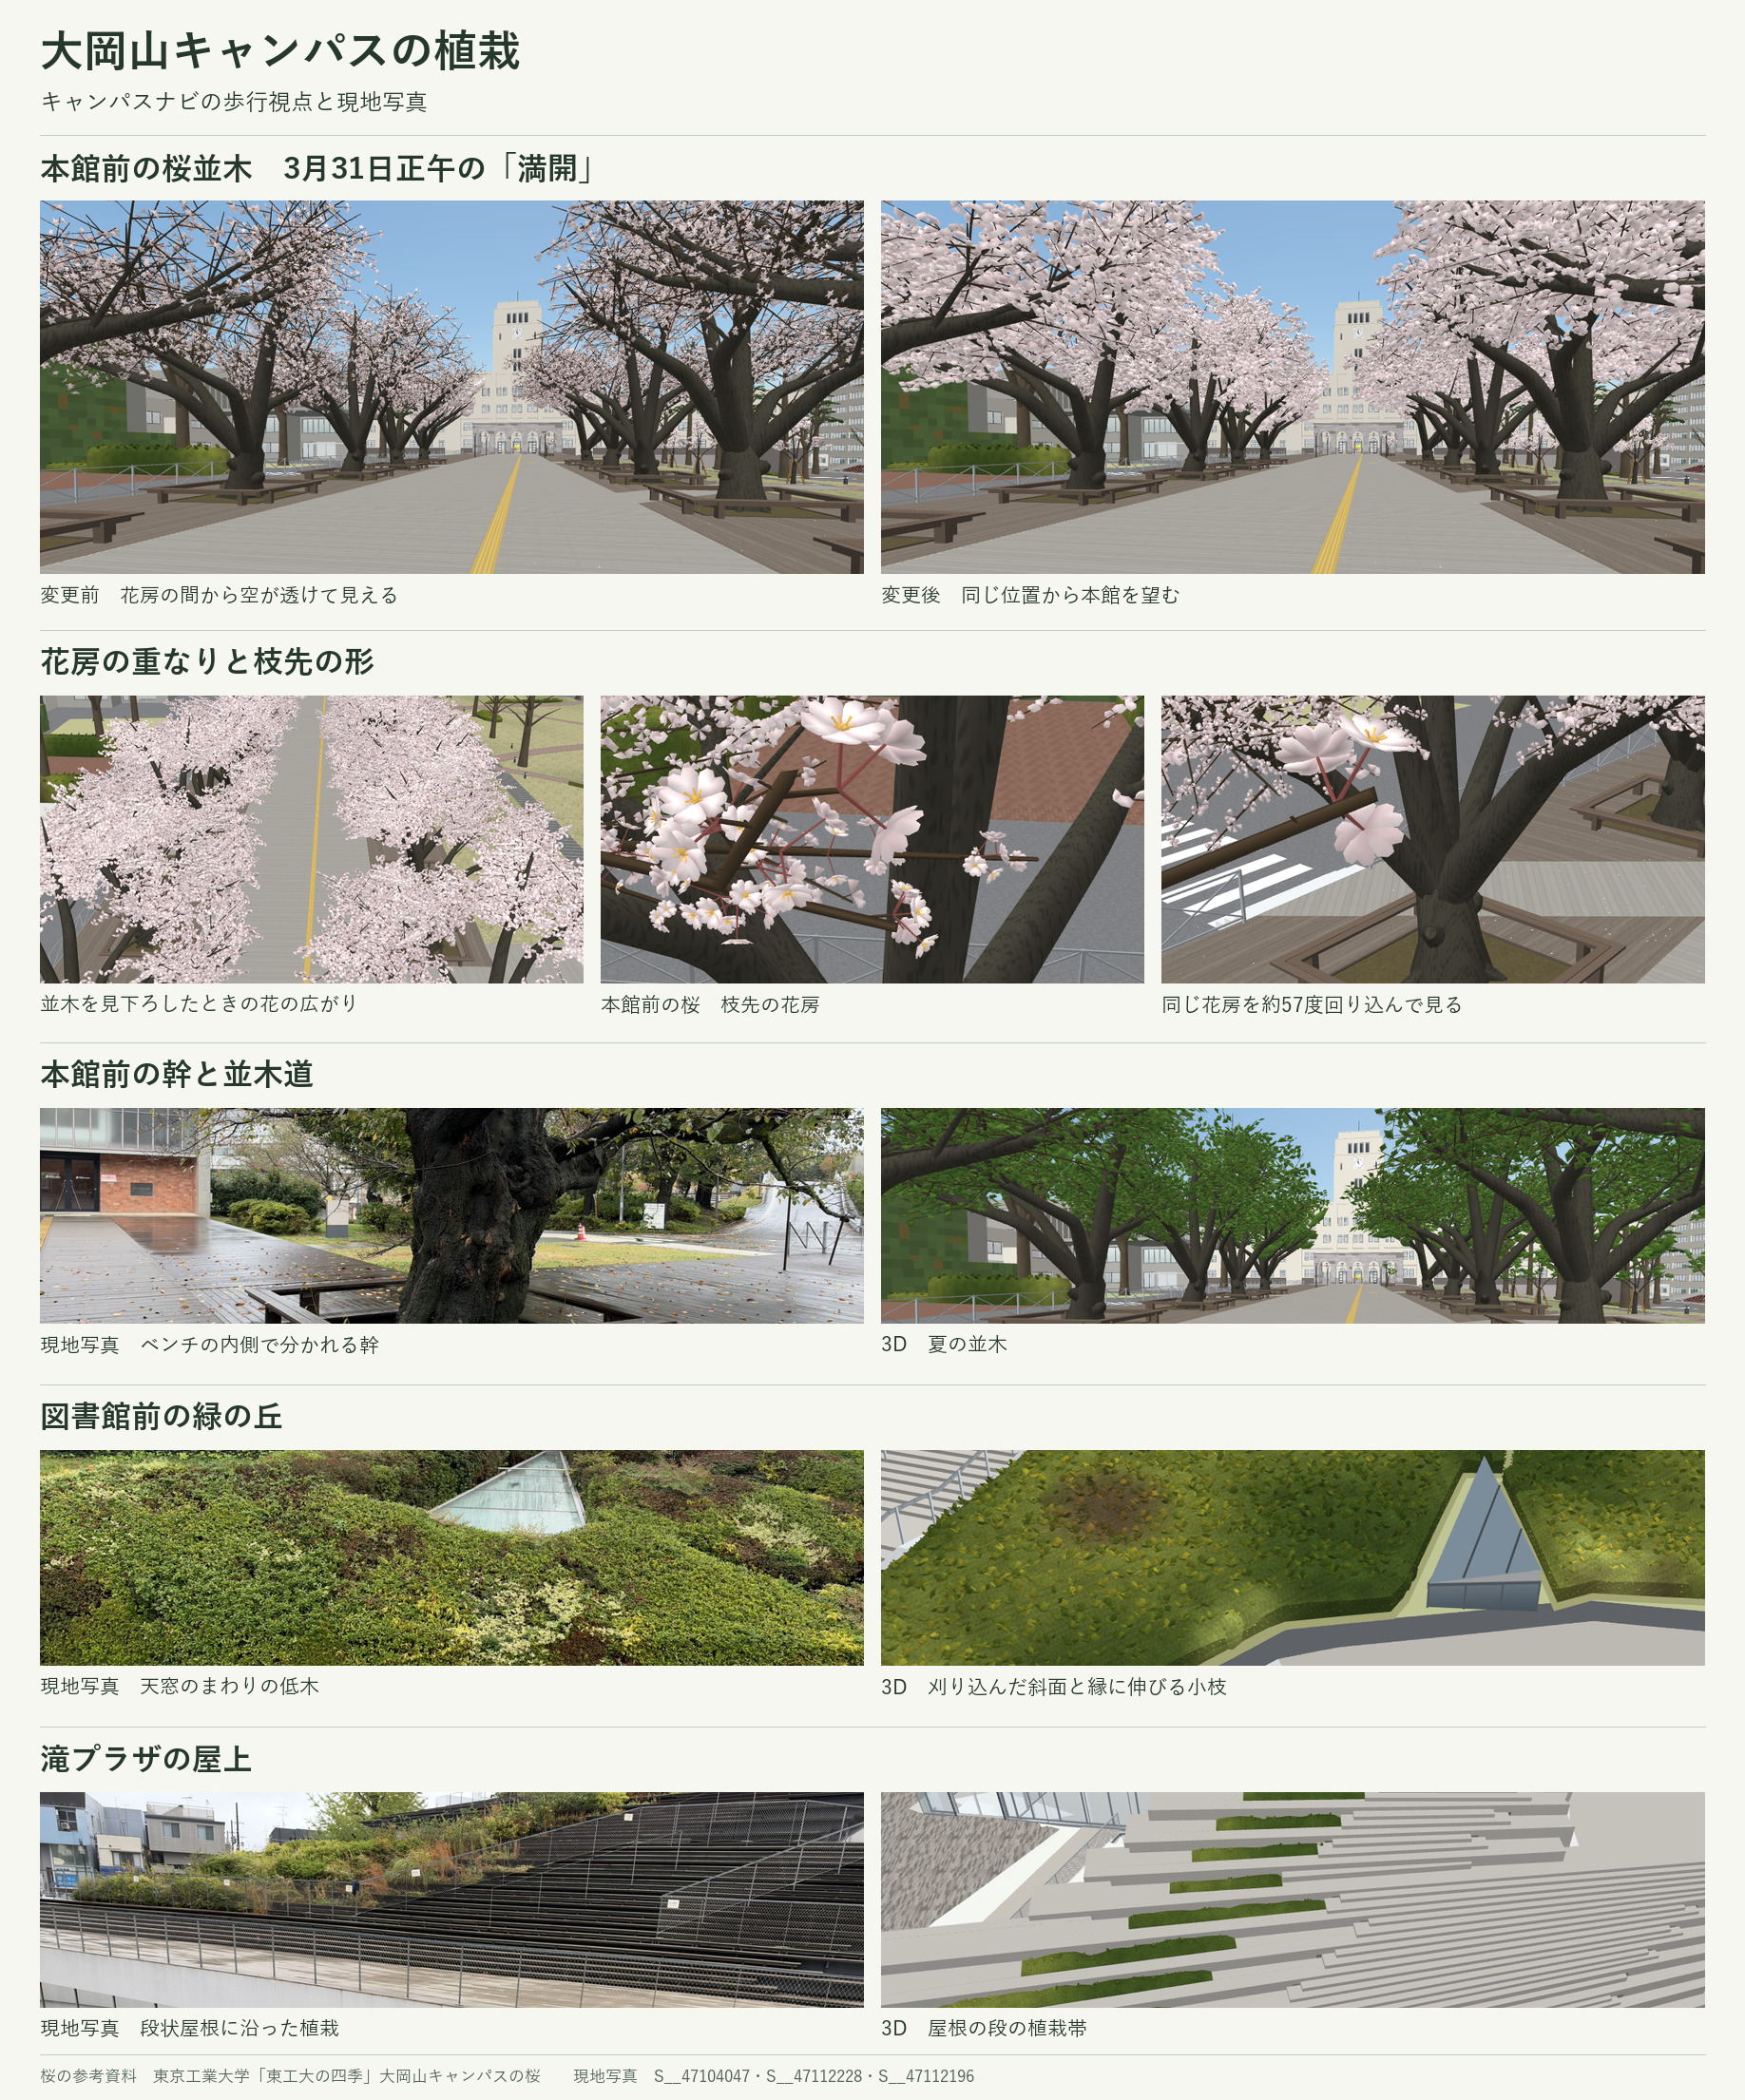 大岡山キャンパスの植栽
キャンパスナビの歩行視点と現地写真
本館前の桜並木　3月31日正午の「満開」
変更前　花房の間から空が透けて見える
変更後　同じ位置から本館を望む
花房の重なりと枝先の形
並木を見下ろしたときの花の広がり
本館前の桜　枝先の花房
同じ花房を約57度回り込んで見る
本館前の幹と並木道
現地写真　ベンチの内側で分かれる幹
3D　夏の並木
図書館前の緑の丘
現地写真　天窓のまわりの低木
3D　刈り込んだ斜面と縁に伸びる小枝
滝プラザの屋上
現地写真　段状屋根に沿った植栽
3D　屋根の段の植栽帯
桜の参考資料　東京工業大学「東工大の四季」大岡山キャンパスの桜　　現地写真　S__47104047・S__47112228・S__47112196